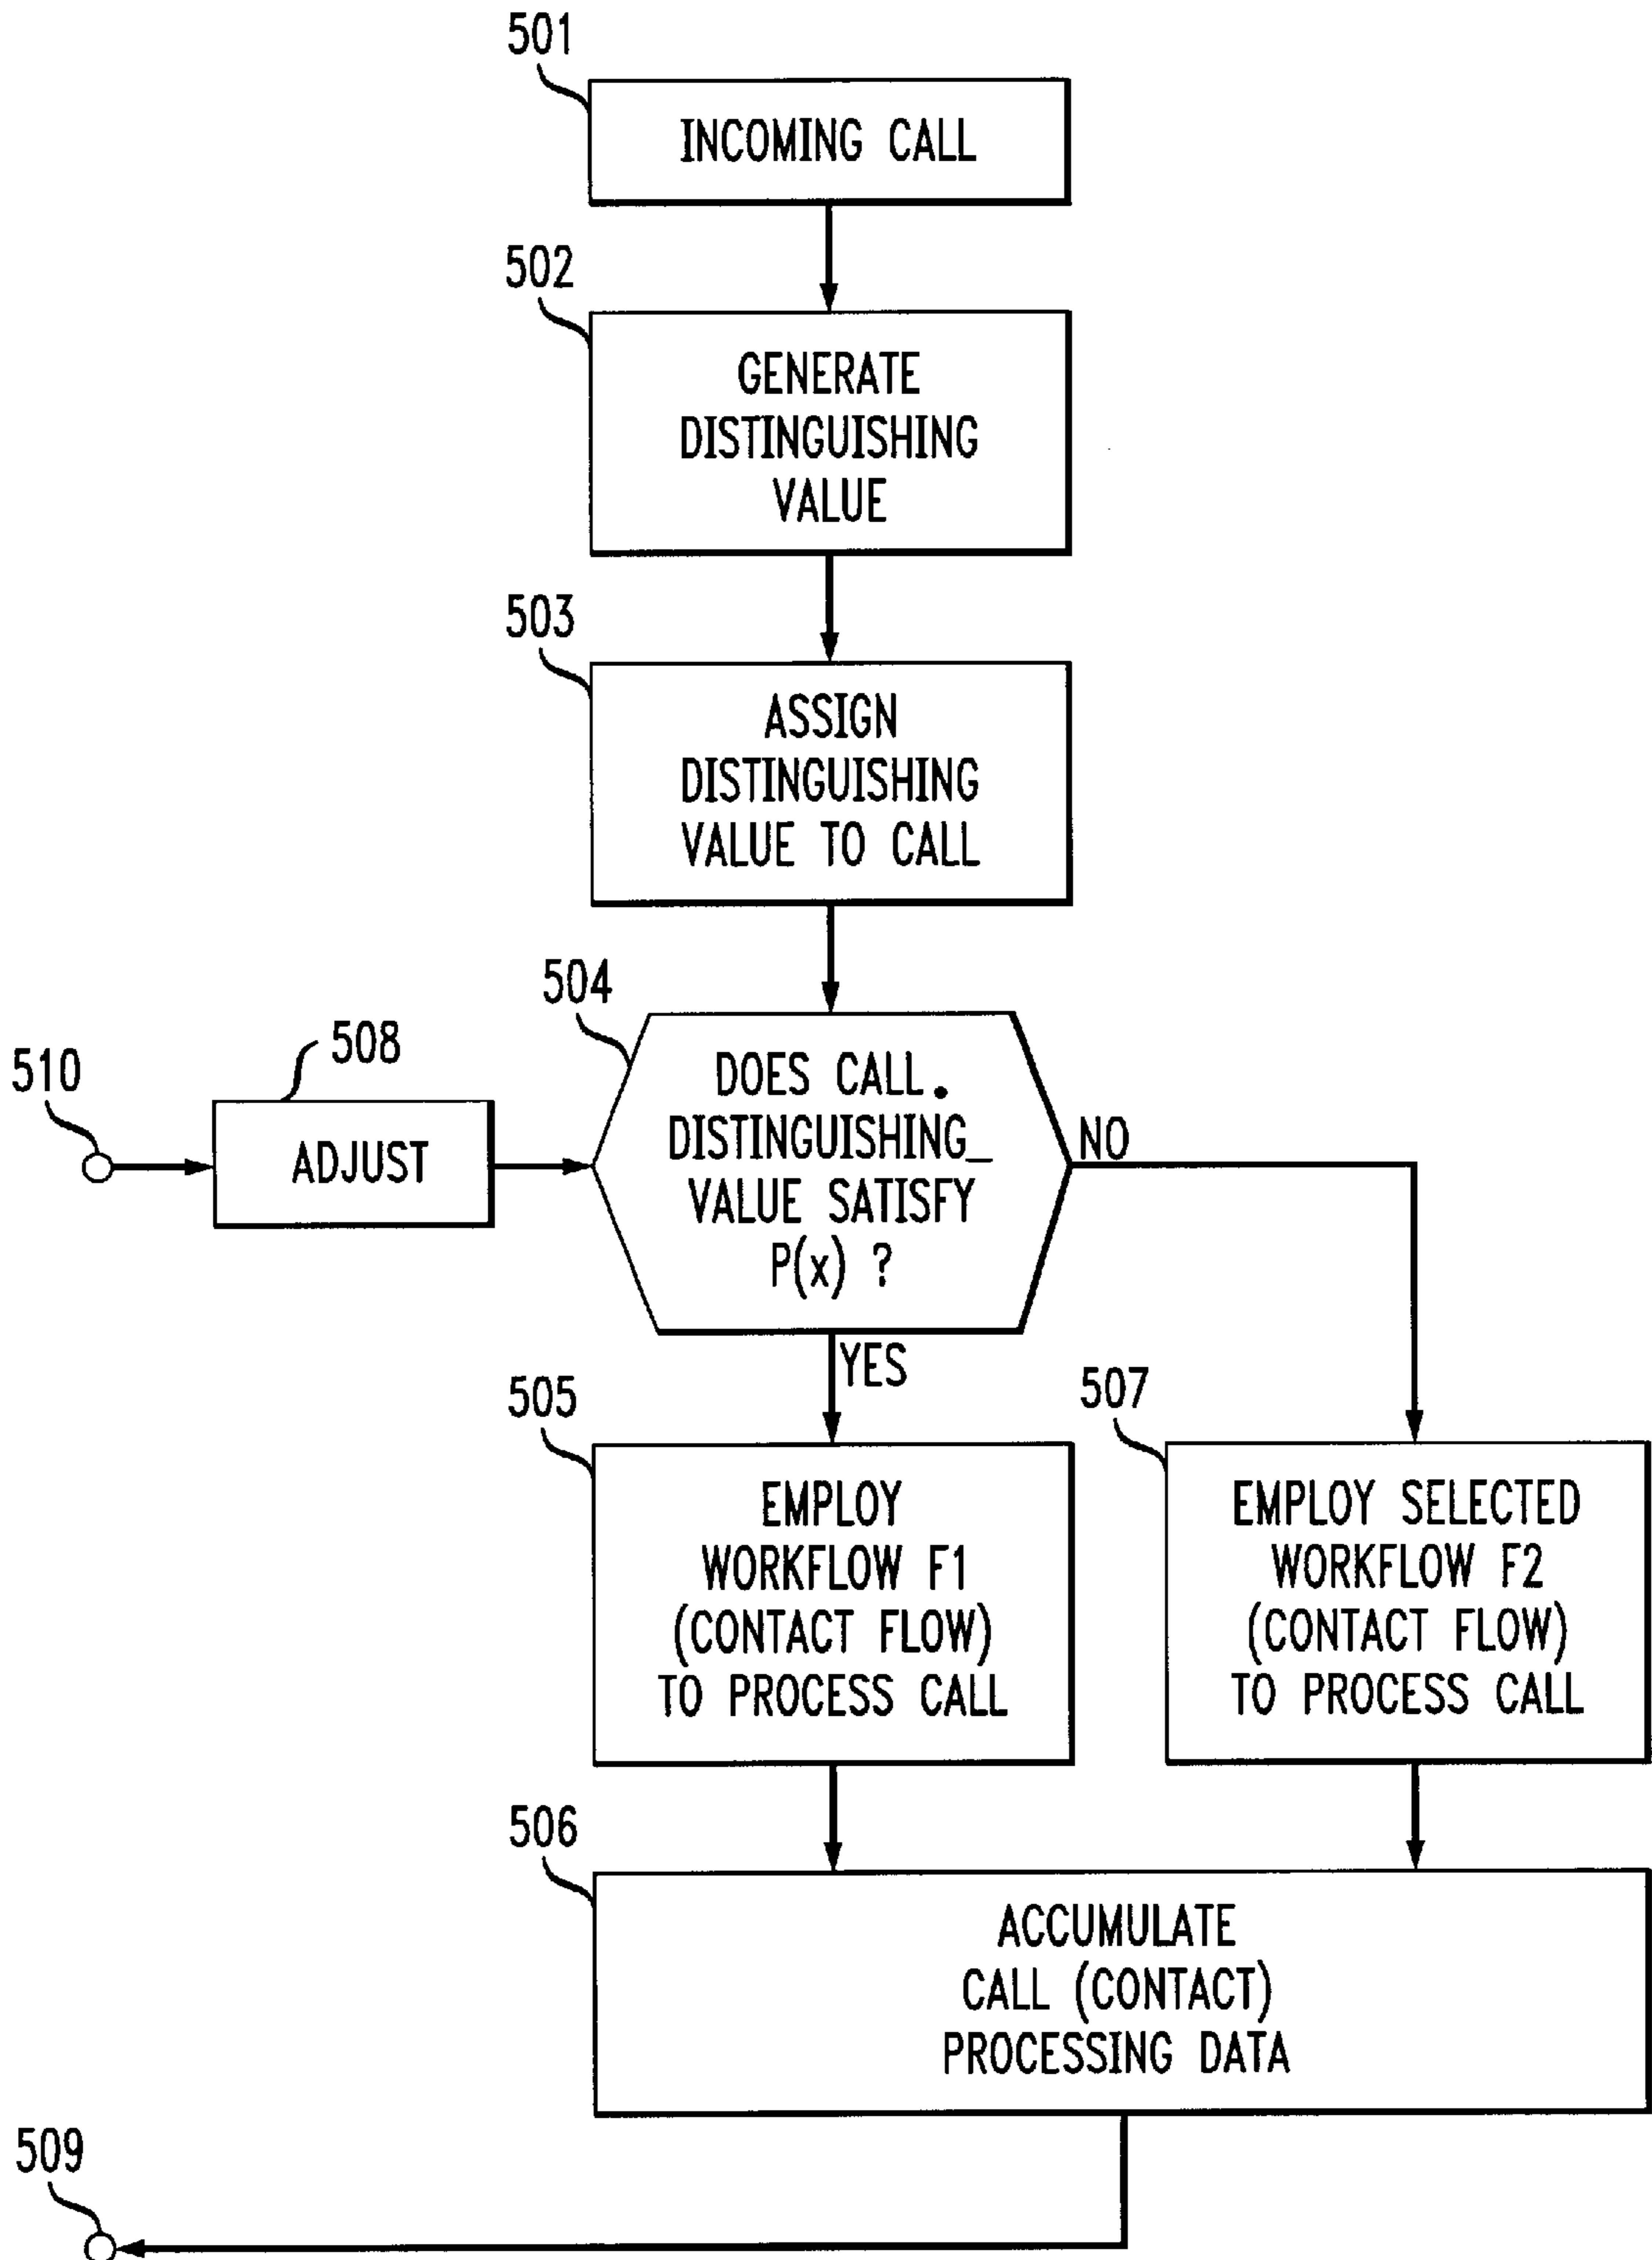 501
INCOMING CALL
502
GENERATE
DISTINGUISHING
VALUE
503
ASSIGN
DISTINGUISHING
VALUE TO CALL
504
DOES CALL.
DISTINGUISHING_
VALUE SATISFY
P(x) ?
510
508
ADJUST
NO
YES
505
EMPLOY
WORKFLOW F1
(CONTACT FLOW)
TO PROCESS CALL
507
EMPLOY SELECTED
WORKFLOW F2
(CONTACT FLOW)
TO PROCESS CALL
506
ACCUMULATE
CALL (CONTACT)
PROCESSING DATA
509